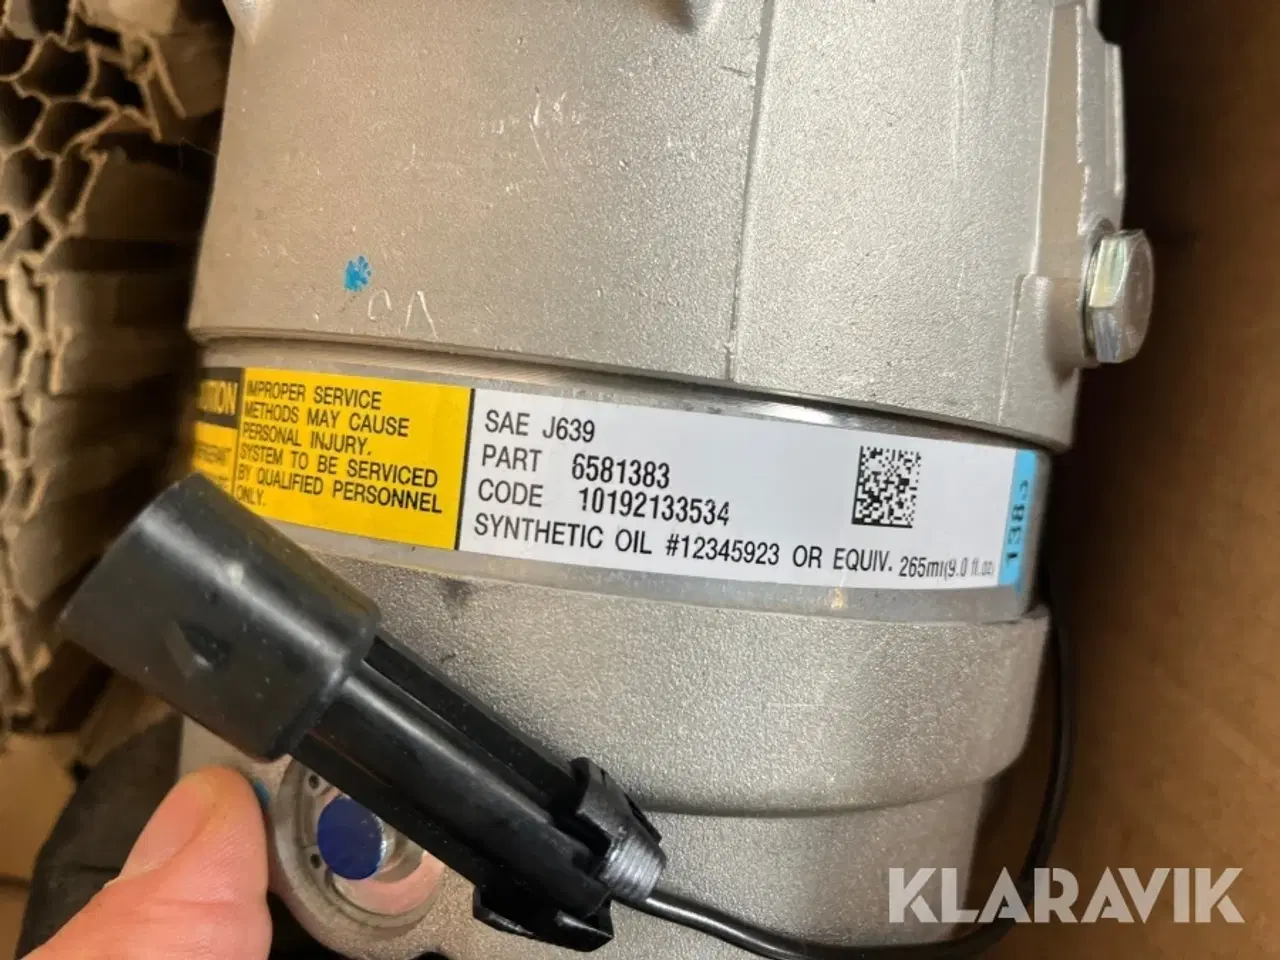 IMPROPER SERVICE
METHODS MAY CAUSE
PERSONAL INJURY.
SYSTEM TO BE SERVICED
BY QUALIFIED PERSONNEL
ONLY.
SAE J639
PART 6581383
CODE 10192133534
SYNTHETIC OIL #12345923 OR EQUIV. 265ml(9.0 fl.oz)
1383
KLARAVIK